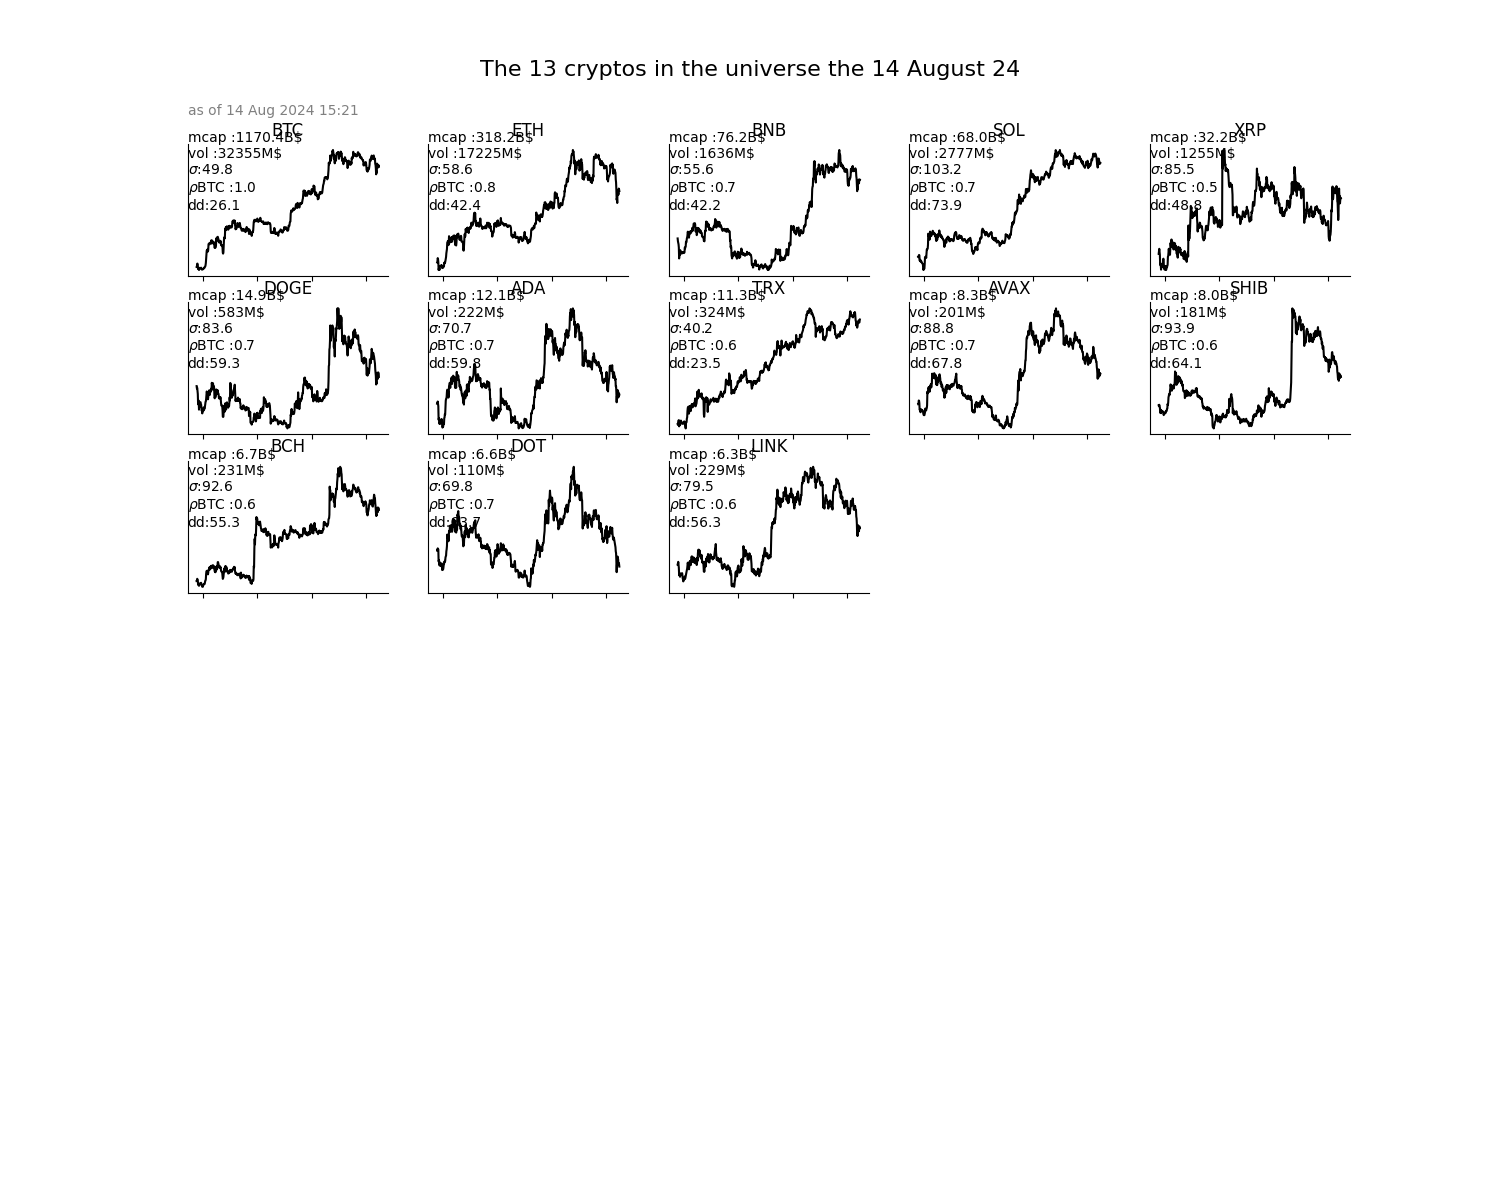 The 13 cryptos in the universe the 14 August 24
as of 14 Aug 2024 15:21
BTC
mcap :1170.4B$
vol :32355M$
σ:49.8
ρBTC :1.0
dd:26.1
ETH
mcap :318.2B$
vol :17225M$
σ:58.6
ρBTC :0.8
dd:42.4
BNB
mcap :76.2B$
vol :1636M$
σ:55.6
ρBTC :0.7
dd:42.2
SOL
mcap :68.0B$
vol :2777M$
σ:103.2
ρBTC :0.7
dd:73.9
XRP
mcap :32.2B$
vol :1255M$
σ:85.5
ρBTC :0.5
dd:48.8
DOGE
mcap :14.9B$
vol :583M$
σ:83.6
ρBTC :0.7
dd:59.3
ADA
mcap :12.1B$
vol :222M$
σ:70.7
ρBTC :0.7
dd:59.8
TRX
mcap :11.3B$
vol :324M$
σ:40.2
ρBTC :0.6
dd:23.5
AVAX
mcap :8.3B$
vol :201M$
σ:88.8
ρBTC :0.7
dd:67.8
SHIB
mcap :8.0B$
vol :181M$
σ:93.9
ρBTC :0.6
dd:64.1
BCH
mcap :6.7B$
vol :231M$
σ:92.6
ρBTC :0.6
dd:55.3
DOT
mcap :6.6B$
vol :110M$
σ:69.8
ρBTC :0.7
LINK
mcap :6.3B$
vol :229M$
σ:79.5
ρBTC :0.6
dd:56.3